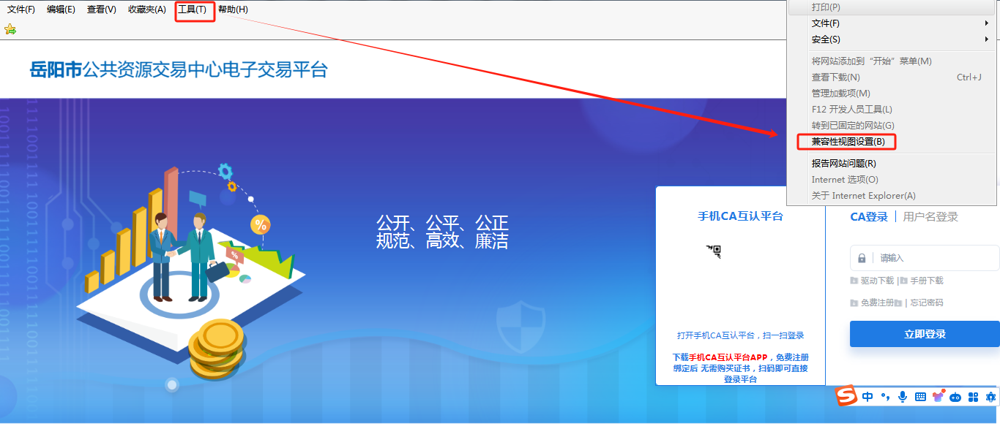 文件(F) 编辑(E) 查看(V) 收藏夹(A) 工具(T) 帮助(H)
打印(P)
文件(F)
安全(S)
将网站添加到“开始”菜单(M)
查看下载(N) Ctrl+J
管理加载项(M)
F12 开发人员工具(L)
转到已固定的网站(G)
兼容性视图设置(B)
报告网站问题(R)
Internet 选项(O)
关于 Internet Explorer(A)
岳阳市公共资源交易中心电子交易平台
公开、公平、公正
规范、高效、廉洁
%
%
手机CA互认平台
打开手机CA互认平台，扫一扫登录
下载手机CA互认平台APP，免费注册
绑定后 无需购买证书，扫码即可直接
登录平台
CA登录 | 用户名登录
请输入
驱动下载 | 手册下载
免费注册 | 忘记密码
立即登录
S 中